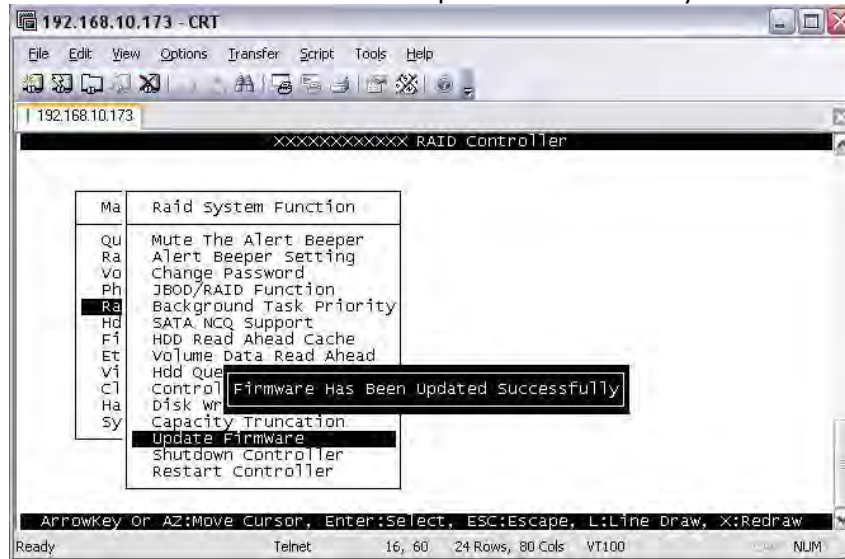 192.168.10.173 - CRT
File Edit View Options Transfer Script Tools Help
192.168.10.173
XXXXXXXXXXXX RAID Controller
Ma
Raid System Function
Qu
Mute The Alert Beeper
Ra
Alert Beeper Setting
Vo
Change Password
Ph
JBOD/RAID Function
Ra
Background Task Priority
Hd
SATA NCQ Support
Fi
HDD Read Ahead Cache
Et
Volume Data Read Ahead
Vi
Hdd Que
Cl
Control
Firmware Has Been Updated Successfully
Ha
Disk Wr
Sy
Capacity Truncation
Update Firmware
Shutdown Controller
Restart Controller
ArrowKey Or AZ:Move Cursor, Enter:Select, ESC:Escape, L:Line Draw, X:Redraw
Ready Telnet 16, 60 24 Rows, 80 Cols VT100 NUM